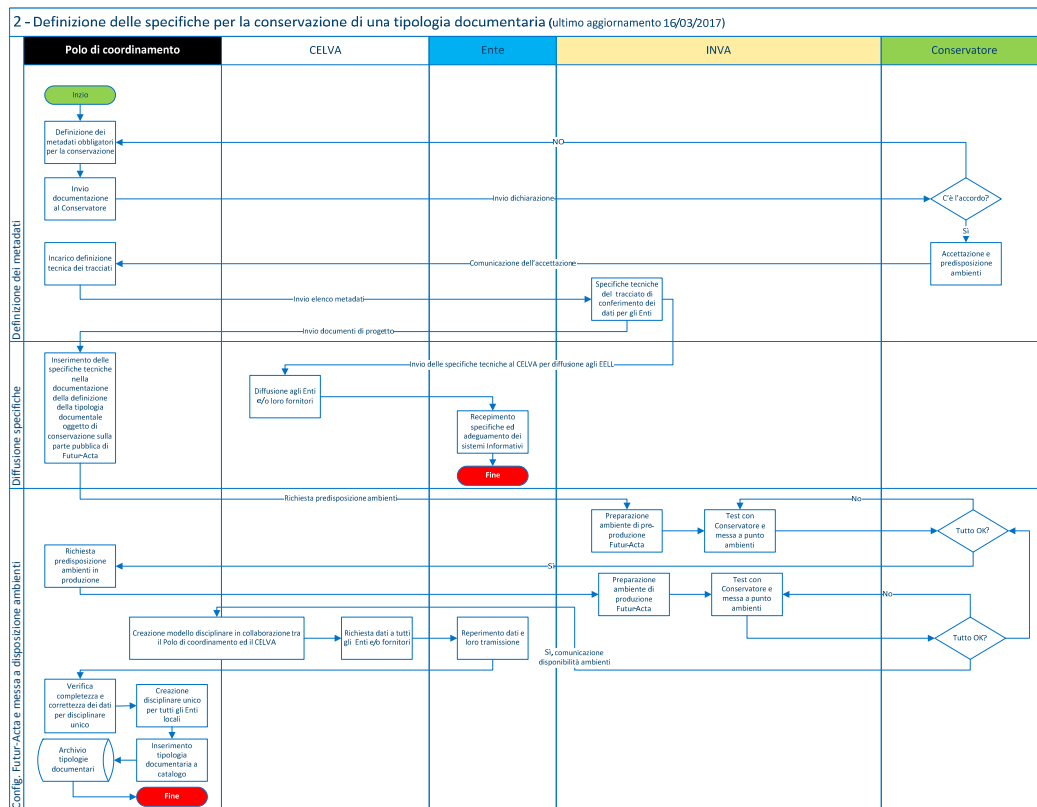 2 – Definizione delle specifiche per la conservazione di una tipologia documentaria (ultimo aggiornamento 16/03/2017)
Polo di coordinamento
CELVA
Ente
INVA
Conservatore
Definizione dei metadati
Inzio
Definizione dei
metadati obbligatori
per la conservazione
NO
Invio
documentazione
al Conservatore
Invio dichiarazione
C'è l'accordo?
Sì
Incarico definizione
tecnica dei tracciati
Comunicazione dell'accettazione
Accettazione e
predisposizione
ambienti
Invio elenco metadati
Specifiche tecniche
del tracciato di
conferimento dei
dati per gli Enti
Invio documenti di progetto
Diffusione specifiche
Inserimento delle
specifiche tecniche
nella
documentazione
della definizione
della tipologia
documentale
oggetto di
conservazione sulla
parte pubblica di
Futur-Acta
Invio delle specifiche tecniche al CELVA per diffusione agli EELL
Diffusione agli Enti
e/o loro fornitori
Recepimento
specifiche ed
adeguamento dei
sistemi Informativi
Fine
Config. Futur-Acta e messa a disposizione ambienti
Richiesta predisposizione ambienti
No
Preparazione
ambiente di pre-
produzione
Futur-Acta
Test con
Conservatore e
messa a punto
ambienti
Tutto OK?
Sì
Richiesta
predisposizione
ambienti in
produzione
Preparazione
ambiente di
produzione
Futur-Acta
Test con
Conservatore e
messa a punto
ambienti
No
Tutto OK?
Creazione modello disciplinare in collaborazione tra
il Polo di coordinamento ed il CELVA
Richiesta dati a tutti
gli Enti e/o fornitori
Reperimento dati e
loro tramissione
Sì, comunicazione
disponibilità ambienti
Verifica
completezza e
correttezza dei dati
per disciplinare
unico
Creazione
disciplinare unico
per tutti gli Enti
locali
Archivio
tipologie
documentari
Inserimento
tipologia
documentaria a
catalogo
Fine